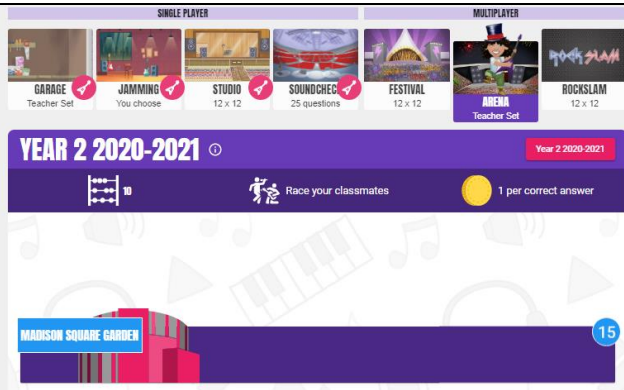 SINGLE PLAYER
MULTIPLAYER
GARAGE
Teacher Set
JAMMING
You choose
STUDIO
12 x 12
SOUNDCHEC
25 questions
FESTIVAL
12 x 12
ARENA
Teacher Set
ROCK SLAM
ROCKSLAM
12 x 12
YEAR 2 2020-2021
Year 2 2020-2021
10
Race your classmates
1 per correct answer
MADISON SQUARE GARDEN
15